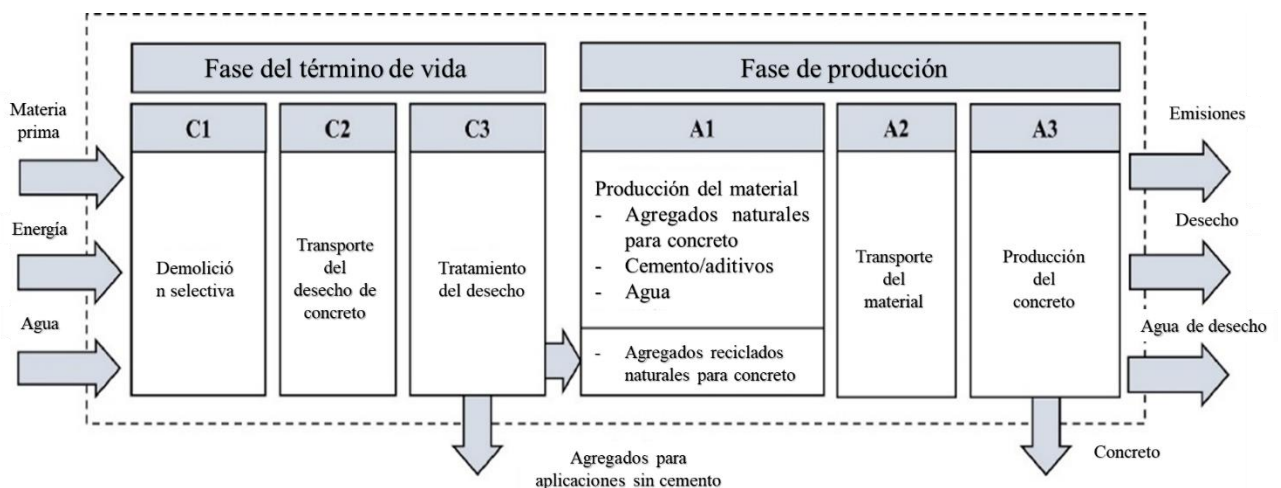 Fase del término de vida
Fase de producción
Materia
prima
Energía
Agua
C1
Demolició
n selectiva
C2
Transporte
del
desecho de
concreto
C3
Tratamiento
del desecho
A1
Producción del material
- Agregados naturales
para concreto
- Cemento/aditivos
- Agua
- Agregados reciclados
naturales para concreto
A2
Transporte
del
material
A3
Producción
del
concreto
Emisiones
Desecho
Agua de desecho
Agregados para
aplicaciones sin cemento
Concreto